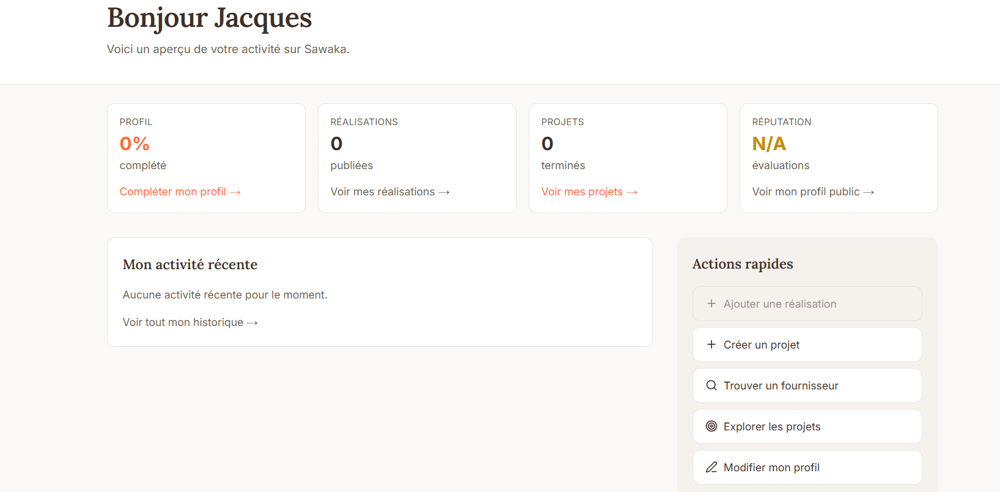 Bonjour Jacques
Voici un aperçu de votre activité sur Sawaka.
PROFIL
0%
complété
Compléter mon profil →
RÉALISATIONS
0
publiées
Voir mes réalisations →
PROJETS
0
terminés
Voir mes projets →
RÉPUTATION
N/A
évaluations
Voir mon profil public →
Mon activité récente
Aucune activité récente pour le moment.
Voir tout mon historique →
Actions rapides
Ajouter une réalisation
Créer un projet
Trouver un fournisseur
Explorer les projets
Modifier mon profil